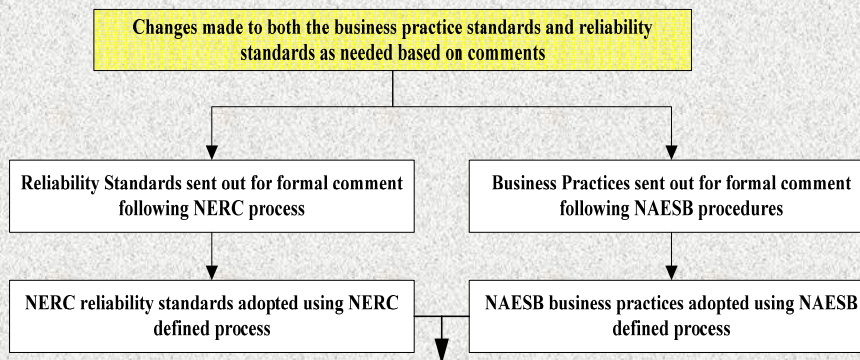 Changes made to both the business practice standards and reliability
standards as needed based on comments
Reliability Standards sent out for formal comment
following NERC process
Business Practices sent out for formal comment
following NAESB procedures
NERC reliability standards adopted using NERC
defined process
NAESB business practices adopted using NAESB
defined process